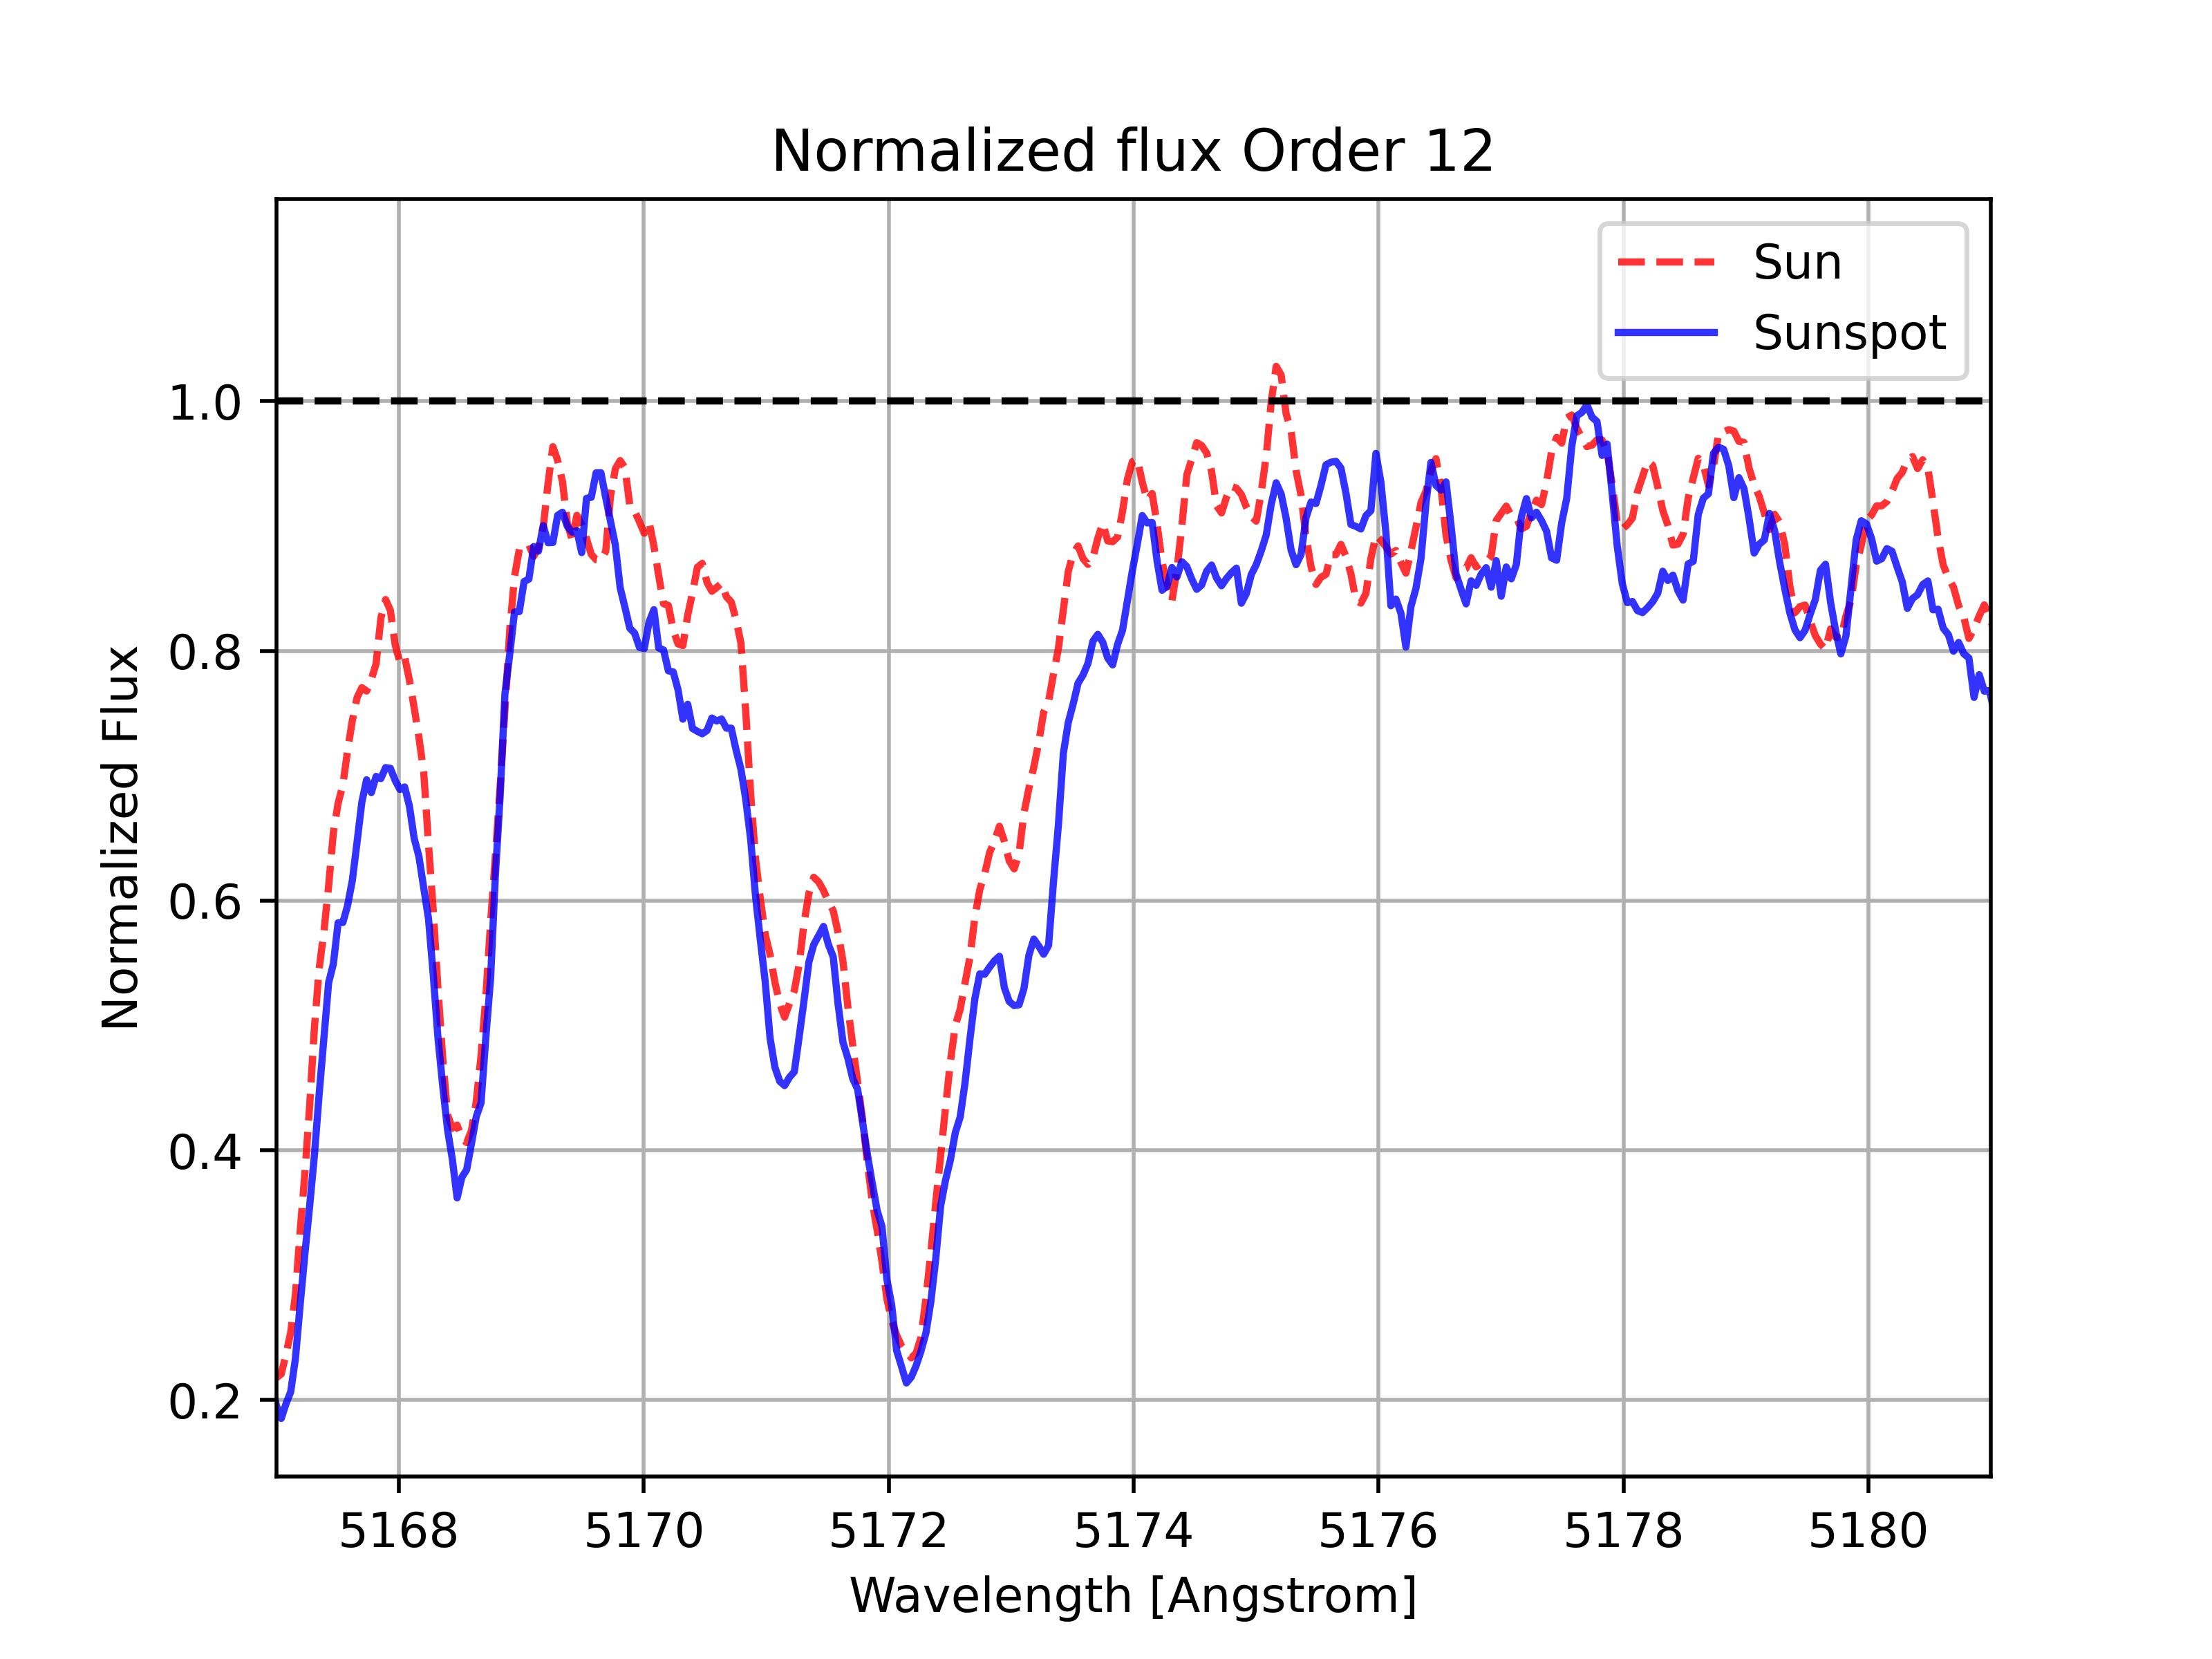 Normalized flux Order 12
Sun
Sunspot
Normalized Flux
1.0
0.8
0.6
0.4
0.2
5168 5170 5172 5174 5176 5178 5180
Wavelength [Angstrom]